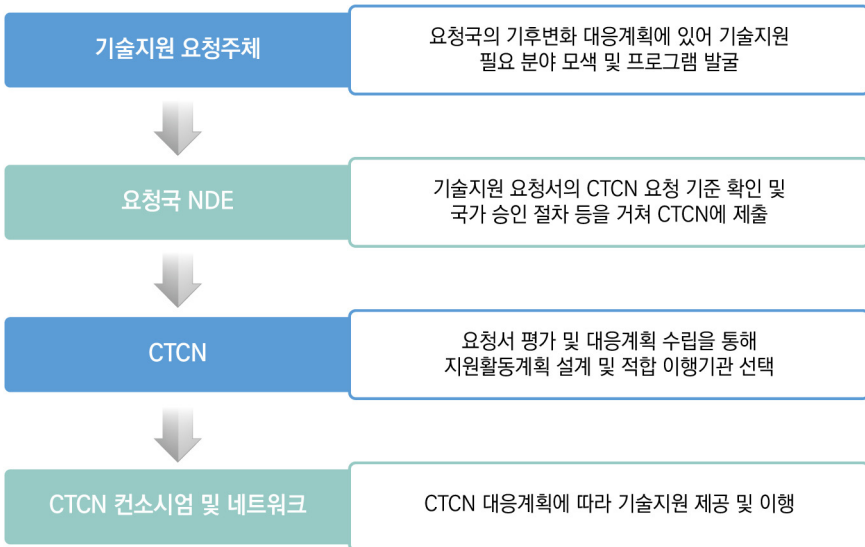 기술지원 요청주체
요청국의 기후변화 대응계획에 있어 기술지원
필요 분야 모색 및 프로그램 발굴
요청국 NDE
기술지원 요청서의 CTCN 요청 기준 확인 및
국가 승인 절차 등을 거쳐 CTCN에 제출
CTCN
요청서 평가 및 대응계획 수립을 통해
지원활동계획 설계 및 적합 이행기관 선택
CTCN 컨소시엄 및 네트워크
CTCN 대응계획에 따라 기술지원 제공 및 이행